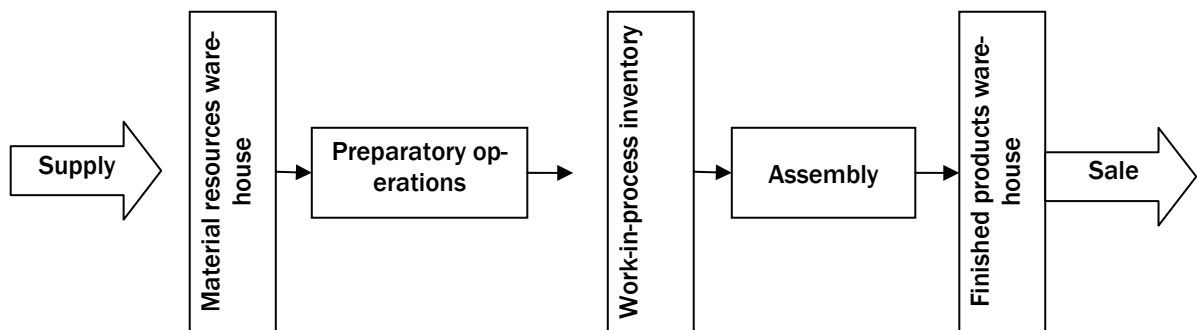 Supply
Material resources ware-
house
Preparatory op-
erations
Work-in-process inventory
Assembly
Finished products ware-
house
Sale